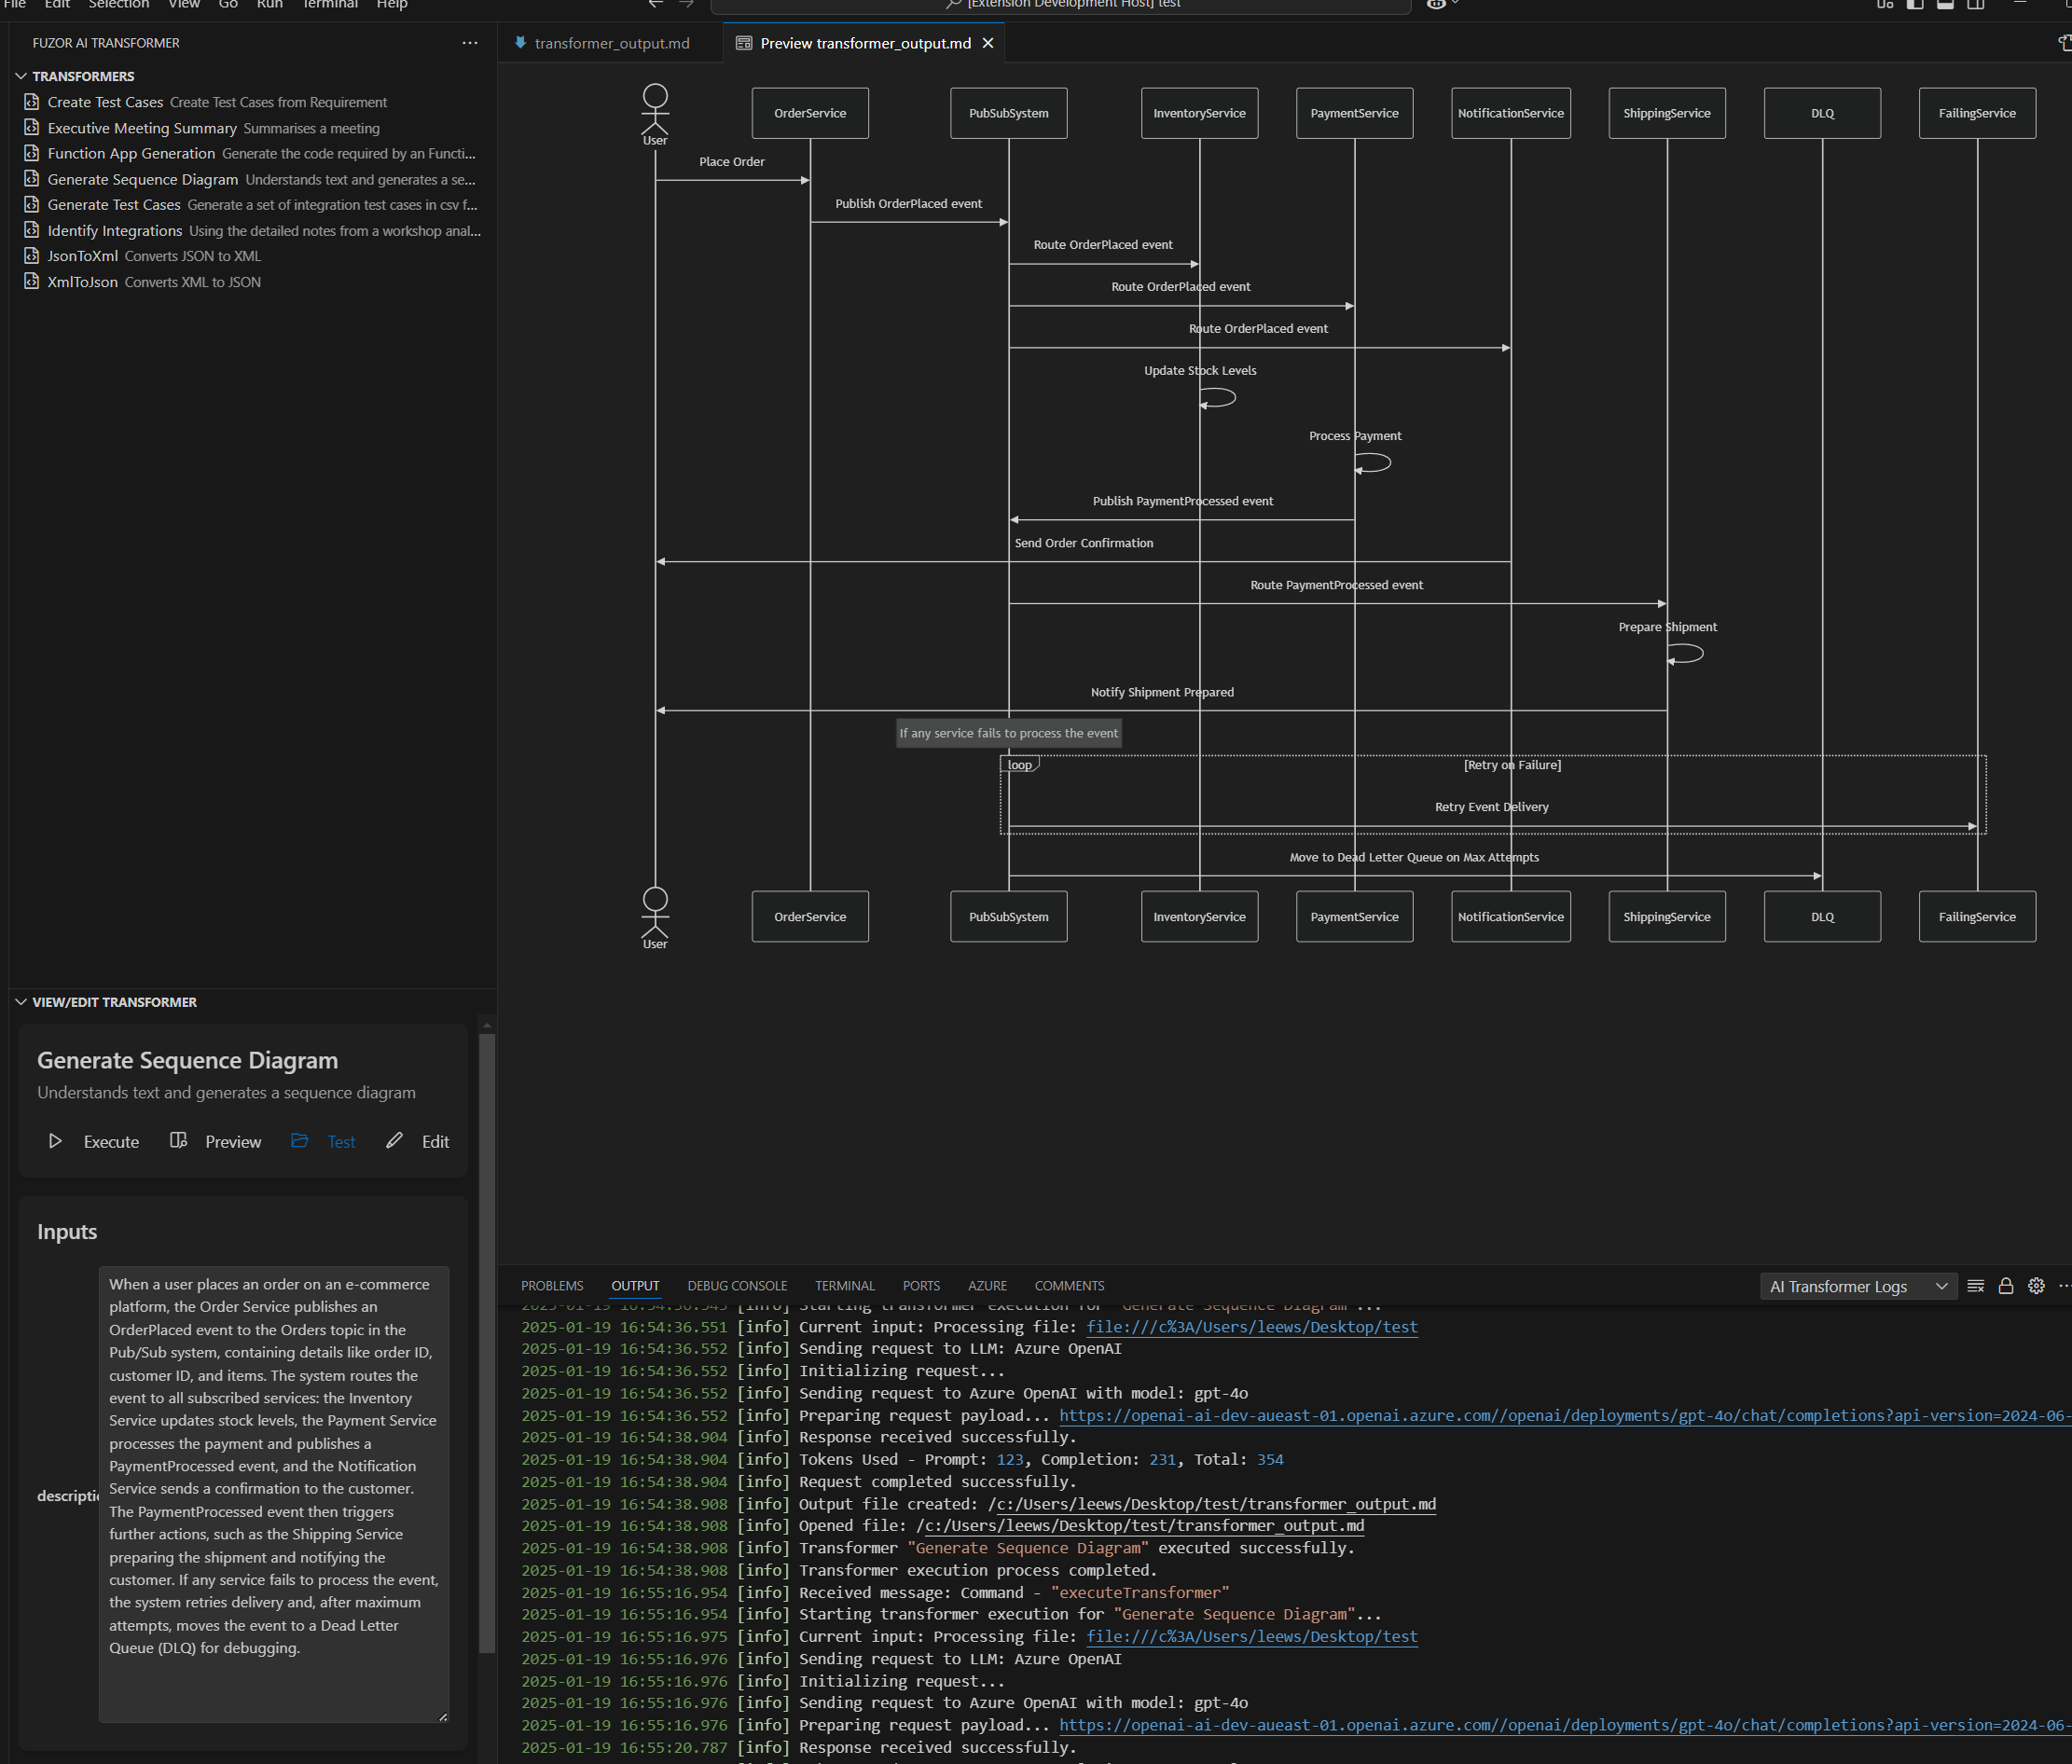 File Edit Selection View Go Run Terminal Help
[Extension Development Host] test
FUZOR AI TRANSFORMER
TRANSFORMERS
Create Test Cases Create Test Cases from Requirement
Executive Meeting Summary Summarises a meeting
Function App Generation Generate the code required by an Functi...
Generate Sequence Diagram Understands text and generates a se...
Generate Test Cases Generate a set of integration test cases in csv f...
Identify Integrations Using the detailed notes from a workshop anal...
JsonToXml Converts JSON to XML
XmlToJson Converts XML to JSON
VIEW/EDIT TRANSFORMER
Generate Sequence Diagram
Understands text and generates a sequence diagram
Execute Preview Test Edit
Inputs
descriptio
When a user places an order on an e-commerce
platform, the Order Service publishes an
OrderPlaced event to the Orders topic in the
Pub/Sub system, containing details like order ID,
customer ID, and items. The system routes the
event to all subscribed services: the Inventory
Service updates stock levels, the Payment Service
processes the payment and publishes a
PaymentProcessed event, and the Notification
Service sends a confirmation to the customer.
The PaymentProcessed event then triggers
further actions, such as the Shipping Service
preparing the shipment and notifying the
customer. If any service fails to process the event,
the system retries delivery and, after maximum
attempts, moves the event to a Dead Letter
Queue (DLQ) for debugging.
transformer_output.md
Preview transformer_output.md
User
OrderService
PubSubSystem
InventoryService
PaymentService
NotificationService
ShippingService
DLQ
FailingService
Place Order
Publish OrderPlaced event
Route OrderPlaced event
Route OrderPlaced event
Route OrderPlaced event
Update Stock Levels
Process Payment
Publish PaymentProcessed event
Send Order Confirmation
Route PaymentProcessed event
Prepare Shipment
Notify Shipment Prepared
If any service fails to process the event
loop
[Retry on Failure]
Retry Event Delivery
Move to Dead Letter Queue on Max Attempts
User
OrderService
PubSubSystem
InventoryService
PaymentService
NotificationService
ShippingService
DLQ
FailingService
PROBLEMS OUTPUT DEBUG CONSOLE TERMINAL PORTS AZURE COMMENTS
AI Transformer Logs
[info] Starting transformer execution for "Generate Sequence Diagram"...
2025-01-19 16:54:36.551 [info] Current input: Processing file: file:///c%3A/Users/leews/Desktop/test
2025-01-19 16:54:36.552 [info] Sending request to LLM: Azure OpenAI
2025-01-19 16:54:36.552 [info] Initializing request...
2025-01-19 16:54:36.552 [info] Sending request to Azure OpenAI with model: gpt-4o
2025-01-19 16:54:36.552 [info] Preparing request payload... https://openai-ai-dev-aueast-01.openai.azure.com//openai/deployments/gpt-4o/chat/completions?api-version=2024-06-
2025-01-19 16:54:38.904 [info] Response received successfully.
2025-01-19 16:54:38.904 [info] Tokens Used - Prompt: 123, Completion: 231, Total: 354
2025-01-19 16:54:38.904 [info] Request completed successfully.
2025-01-19 16:54:38.908 [info] Output file created: /c:/Users/leews/Desktop/test/transformer_output.md
2025-01-19 16:54:38.908 [info] Opened file: /c:/Users/leews/Desktop/test/transformer_output.md
2025-01-19 16:54:38.908 [info] Transformer "Generate Sequence Diagram" executed successfully.
2025-01-19 16:54:38.908 [info] Transformer execution process completed.
2025-01-19 16:55:16.954 [info] Received message: Command - "executeTransformer"
2025-01-19 16:55:16.954 [info] Starting transformer execution for "Generate Sequence Diagram"...
2025-01-19 16:55:16.975 [info] Current input: Processing file: file:///c%3A/Users/leews/Desktop/test
2025-01-19 16:55:16.976 [info] Sending request to LLM: Azure OpenAI
2025-01-19 16:55:16.976 [info] Initializing request...
2025-01-19 16:55:16.976 [info] Sending request to Azure OpenAI with model: gpt-4o
2025-01-19 16:55:16.976 [info] Preparing request payload... https://openai-ai-dev-aueast-01.openai.azure.com//openai/deployments/gpt-4o/chat/completions?api-version=2024-06-
2025-01-19 16:55:20.787 [info] Response received successfully.